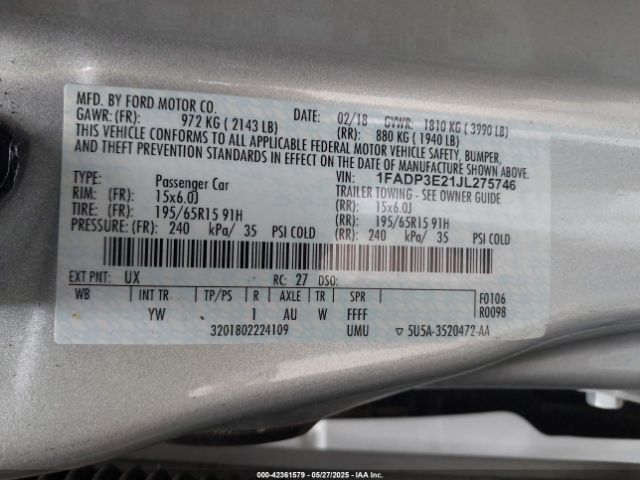 MFD. BY FORD MOTOR CO. DATE: 02/18 GVWR: 1810 KG ( 3990 LB)
GAWR: (FR): 972 KG ( 2143 LB) (RR): 880 KG ( 1940 LB)
THIS VEHICLE CONFORMS TO ALL APPLICABLE FEDERAL MOTOR VEHICLE SAFETY, BUMPER,
AND THEFT PREVENTION STANDARDS IN EFFECT ON THE DATE OF MANUFACTURE SHOWN ABOVE.
VIN: 1FADP3E21JL275746
TYPE: Passenger Car TRAILER TOWING - SEE OWNER GUIDE
RIM: (FR): 15x6.0J (RR): 15x6.0J
TIRE: (FR): 195/65R15 91H (RR): 195/65R15 91H
PRESSURE: (FR): 240 kPa/ 35 PSI COLD (RR): 240 kPa/ 35 PSI COLD
EXT PNT: UX RC: 27 DSO:
WB INT TR TP/PS R AXLE TR SPR F0106
YW 1 AU W FFFF R0098
3201802224109 UMU ▽ 5U5A-3520472-AA
000-42361579 — 05/27/2025 — IAA, Inc.